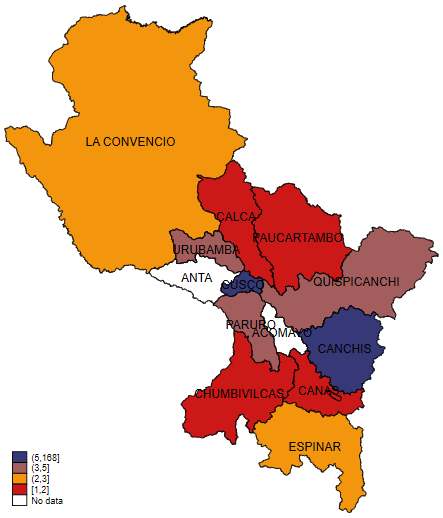 LA CONVENCIO
CALCA
PAUCARTAMBO
URUBAMBA
ANTA
CUSCO
QUISPICANCHI
PARURO
ACOMAYO
CANCHIS
CHUMBIVILCAS
CANAS
ESPINAR
(5,168]
(3,5]
(2,3]
[1,2]
No data